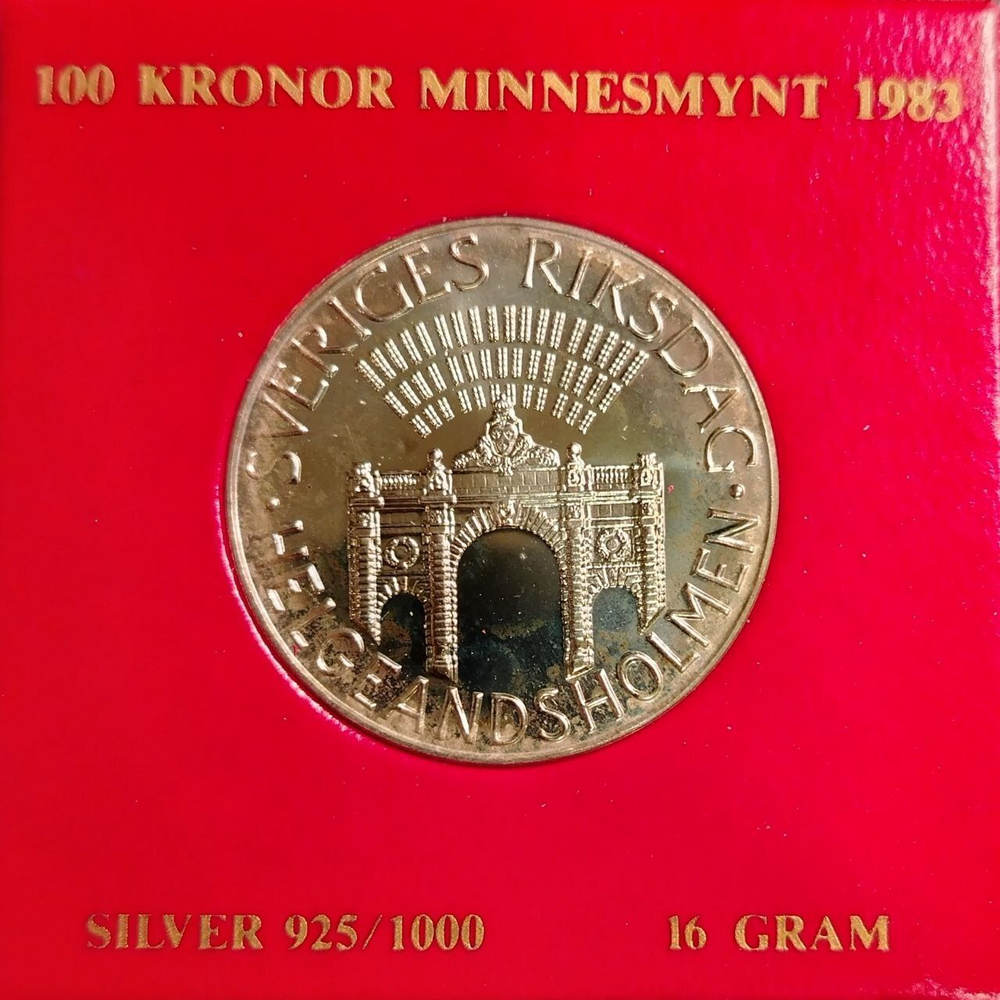 100 KRONOR MINNESMYNT 1983
SVERIGES RIKSDAG
· HELGEANDSHOLMEN ·
SILVER 925/1000 16 GRAM